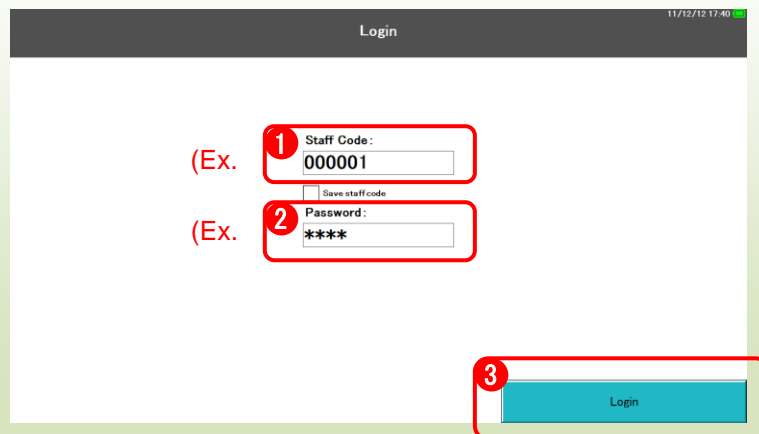 11/12/12 17:40
Login
1
Staff Code:
(Ex.
000001
Save staff code
2
Password:
(Ex.
****
3
Login